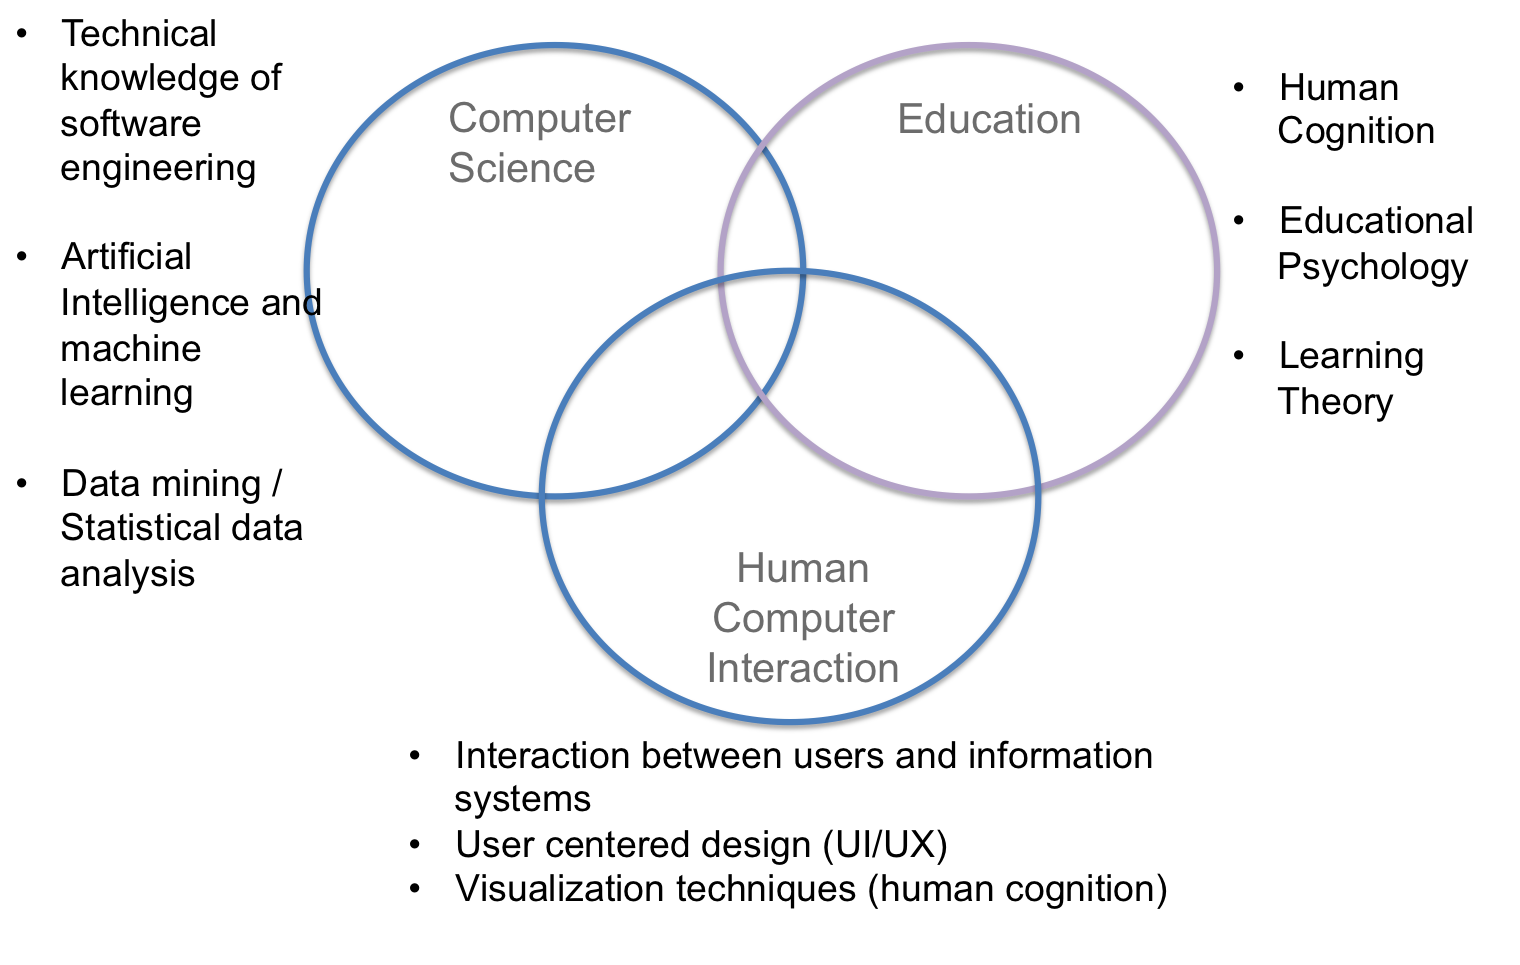 • Technical
knowledge of
software
engineering
• Artificial
Intelligence and
machine
learning
• Data mining /
Statistical data
analysis
Computer
Science
Education
Human
Computer
Interaction
• Human
Cognition
• Educational
Psychology
• Learning
Theory
• Interaction between users and information
systems
• User centered design (UI/UX)
• Visualization techniques (human cognition)